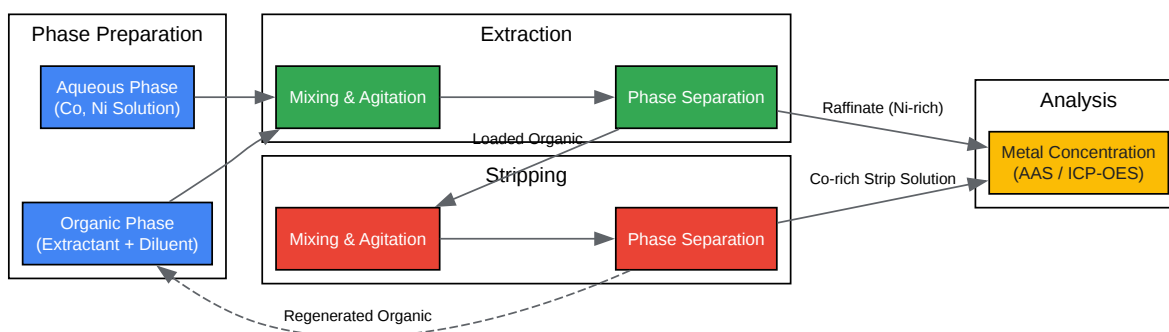 Phase Preparation
Aqueous Phase
(Co, Ni Solution)
Organic Phase
(Extractant + Diluent)
Extraction
Mixing & Agitation
Phase Separation
Loaded Organic
Stripping
Mixing & Agitation
Phase Separation
Regenerated Organic
Raffinate (Ni-rich)
Co-rich Strip Solution
Analysis
Metal Concentration
(AAS / ICP-OES)